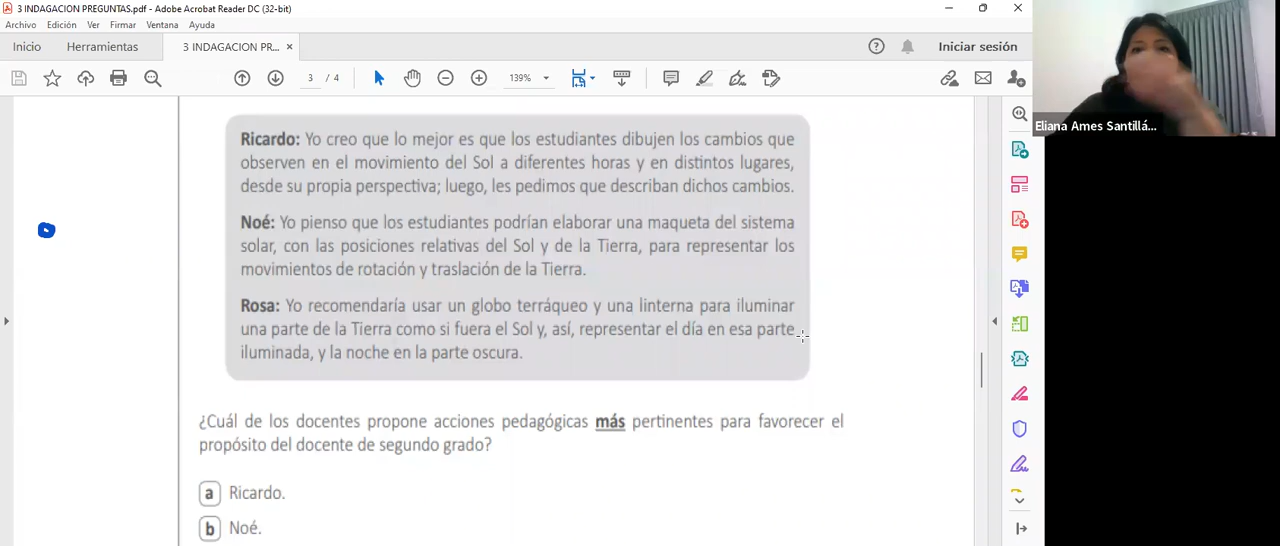 3 INDAGACION PREGUNTAS.pdf - Adobe Acrobat Reader DC (32-bit)
Archivo Edición Ver Firmar Ventana Ayuda
Inicio Herramientas 3 INDAGACION PR... × Iniciar sesión
3 / 4 139%
Eliana Ames Santillá...
Ricardo: Yo creo que lo mejor es que los estudiantes dibujen los cambios que
observen en el movimiento del Sol a diferentes horas y en distintos lugares,
desde su propia perspectiva; luego, les pedimos que describan dichos cambios.
Noé: Yo pienso que los estudiantes podrían elaborar una maqueta del sistema
solar, con las posiciones relativas del Sol y de la Tierra, para representar los
movimientos de rotación y traslación de la Tierra.
Rosa: Yo recomendaría usar un globo terráqueo y una linterna para iluminar
una parte de la Tierra como si fuera el Sol y, así, representar el día en esa parte
iluminada, y la noche en la parte oscura.
¿Cuál de los docentes propone acciones pedagógicas más pertinentes para favorecer el
propósito del docente de segundo grado?
a Ricardo.
b Noé.